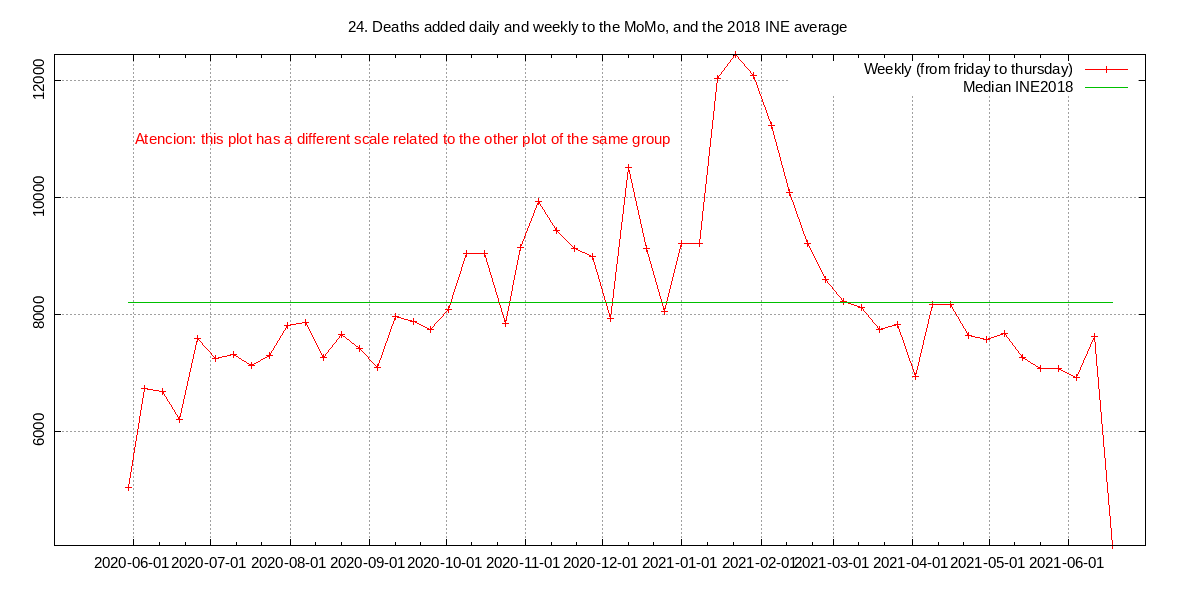 24. Deaths added daily and weekly to the MoMo, and the 2018 INE average
Weekly (from friday to thursday)
Median INE2018
12000
Atencion: this plot has a different scale related to the other plot of the same group
10000
8000
6000
2020-06-01 2020-07-01 2020-08-01 2020-09-01 2020-10-01 2020-11-01 2020-12-01 2021-01-01 2021-02-01 2021-03-01 2021-04-01 2021-05-01 2021-06-01